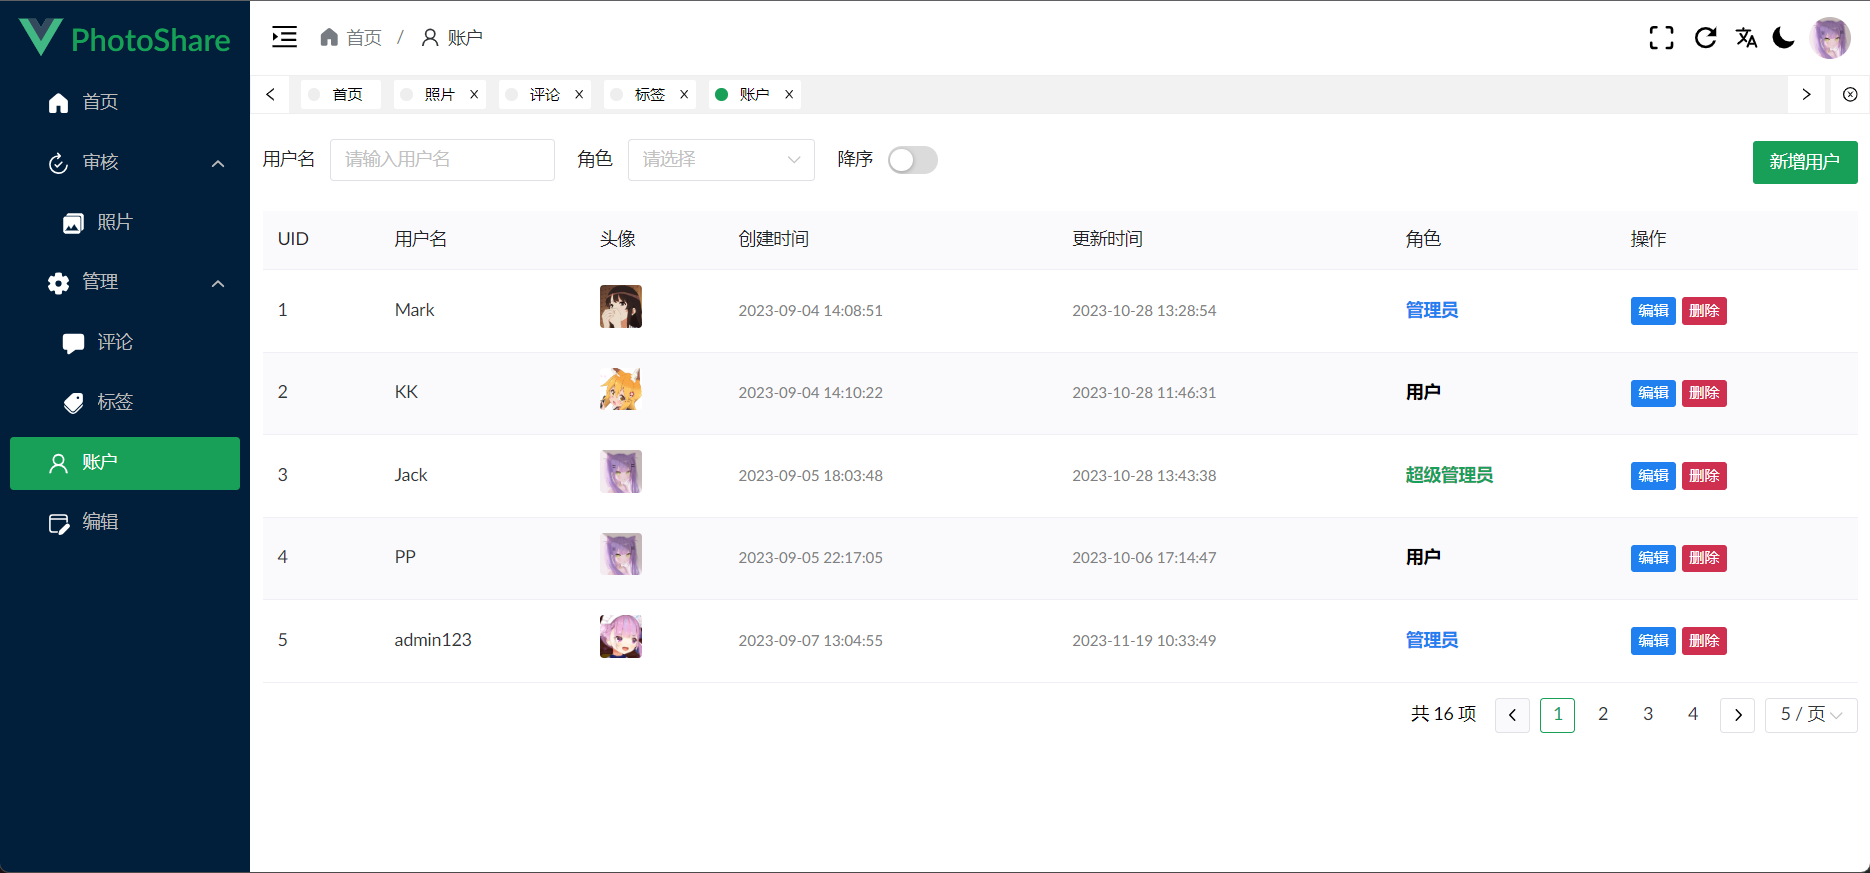 PhotoShare
首页
审核
照片
管理
评论
标签
账户
编辑
首页 / 账户
首页 照片 评论 标签 账户
用户名 请输入用户名 角色 请选择 降序 新增用户
UID 用户名 头像 创建时间 更新时间 角色 操作
1 Mark 2023-09-04 14:08:51 2023-10-28 13:28:54 管理员 编辑 删除
2 KK 2023-09-04 14:10:22 2023-10-28 11:46:31 用户 编辑 删除
3 Jack 2023-09-05 18:03:48 2023-10-28 13:43:38 超级管理员 编辑 删除
4 PP 2023-09-05 22:17:05 2023-10-06 17:14:47 用户 编辑 删除
5 admin123 2023-09-07 13:04:55 2023-11-19 10:33:49 管理员 编辑 删除
共 16 项 1 2 3 4 5 / 页